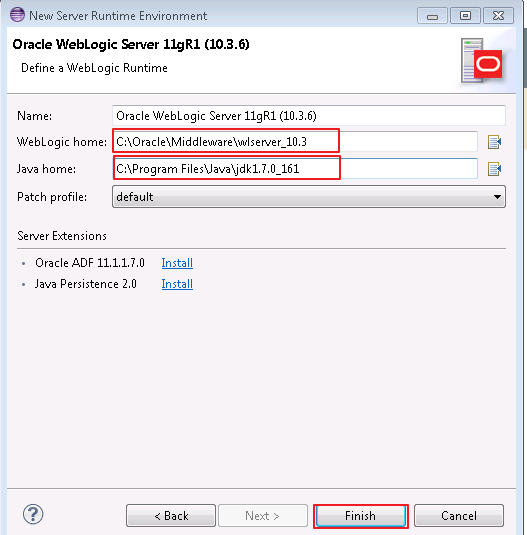 New Server Runtime Environment
Oracle WebLogic Server 11gR1 (10.3.6)
Define a WebLogic Runtime
Name: Oracle WebLogic Server 11gR1 (10.3.6)
WebLogic home: C:\Oracle\Middleware\wlserver_10.3
Java home: C:\Program Files\Java\jdk1.7.0_161
Patch profile: default
Server Extensions
• Oracle ADF 11.1.1.7.0 Install
• Java Persistence 2.0 Install
? < Back Next > Finish Cancel